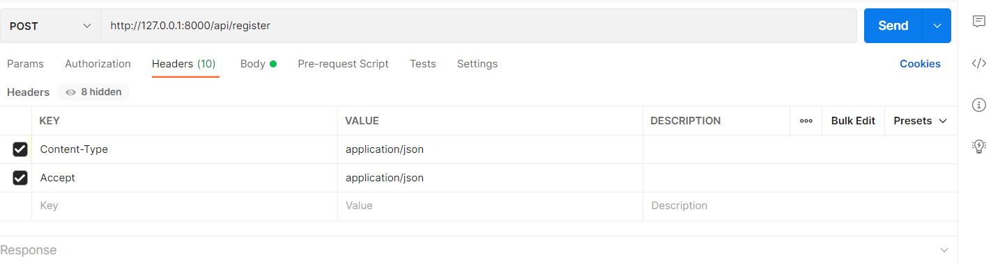 POST http://127.0.0.1:8000/api/register Send
Params Authorization Headers (10) Body Pre-request Script Tests Settings Cookies
Headers 8 hidden
KEY VALUE DESCRIPTION Bulk Edit Presets
Content-Type application/json
Accept application/json
Key Value Description
Response